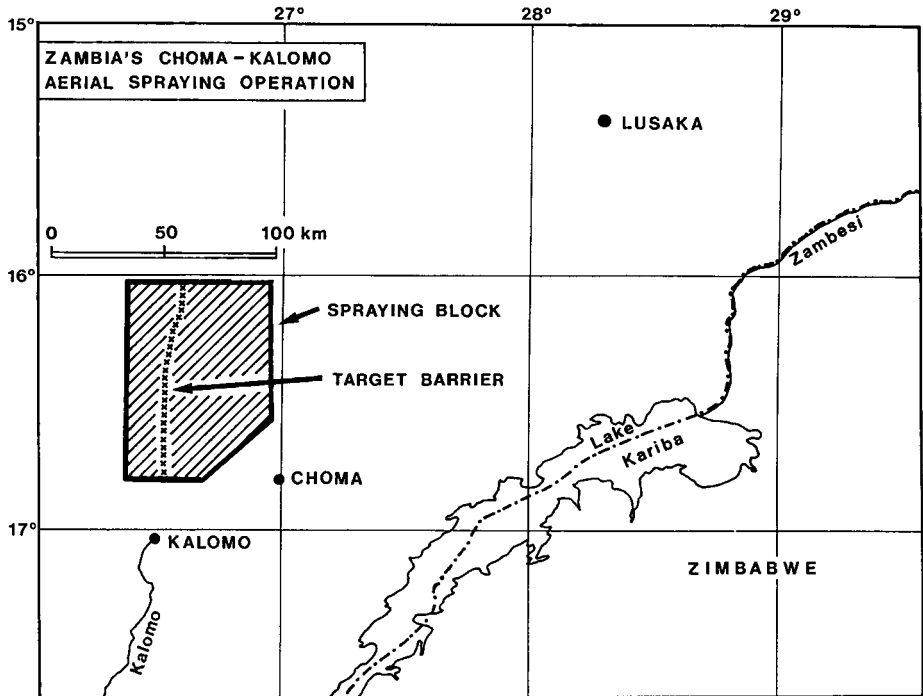 27°
28°
29°
15°
ZAMBIA'S CHOMA – KALOMO
AERIAL SPRAYING OPERATION
LUSAKA
0 50 100 km
Zambesi
16°
SPRAYING BLOCK
TARGET BARRIER
Lake
Kariba
CHOMA
17°
KALOMO
ZIMBABWE
Kalomo